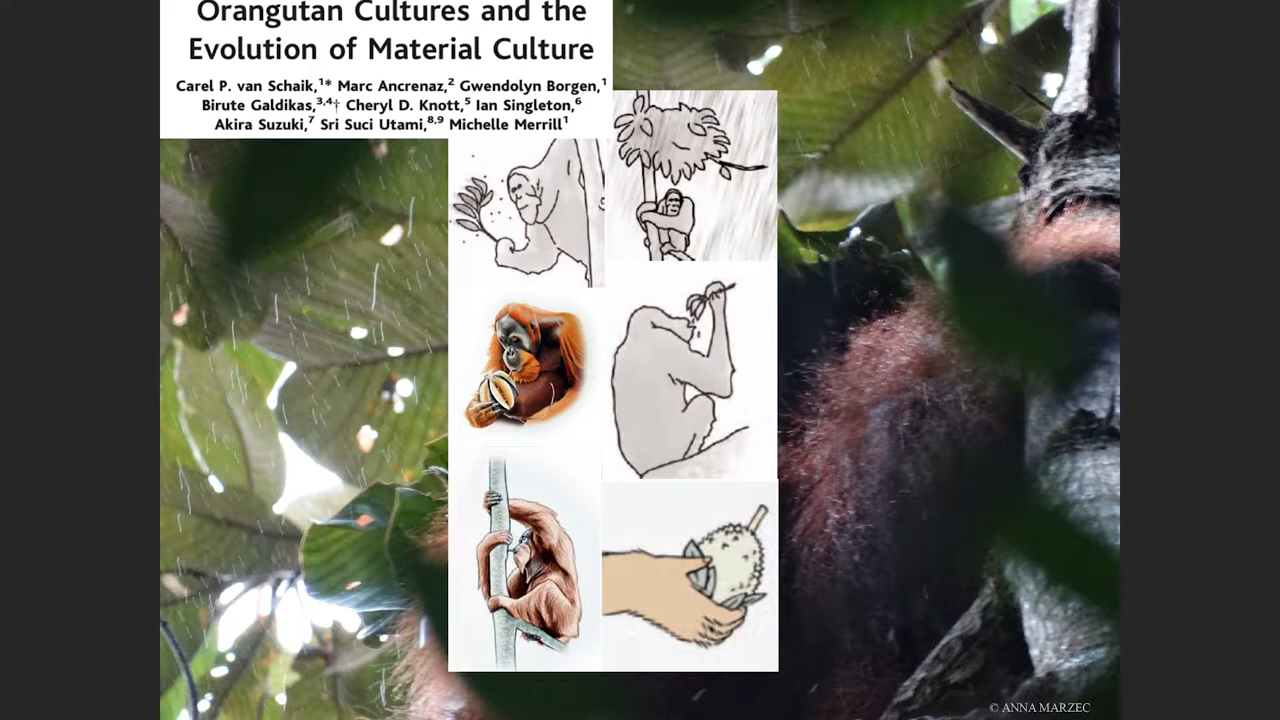 Orangutan Cultures and the
Evolution of Material Culture
Carel P. van Schaik,¹* Marc Ancrenaz,² Gwendolyn Borgen,¹
Birute Galdikas,³,⁴† Cheryl D. Knott,⁵ Ian Singleton,⁶
Akira Suzuki,⁷ Sri Suci Utami,⁸,⁹ Michelle Merrill¹
© ANNA MARZEC